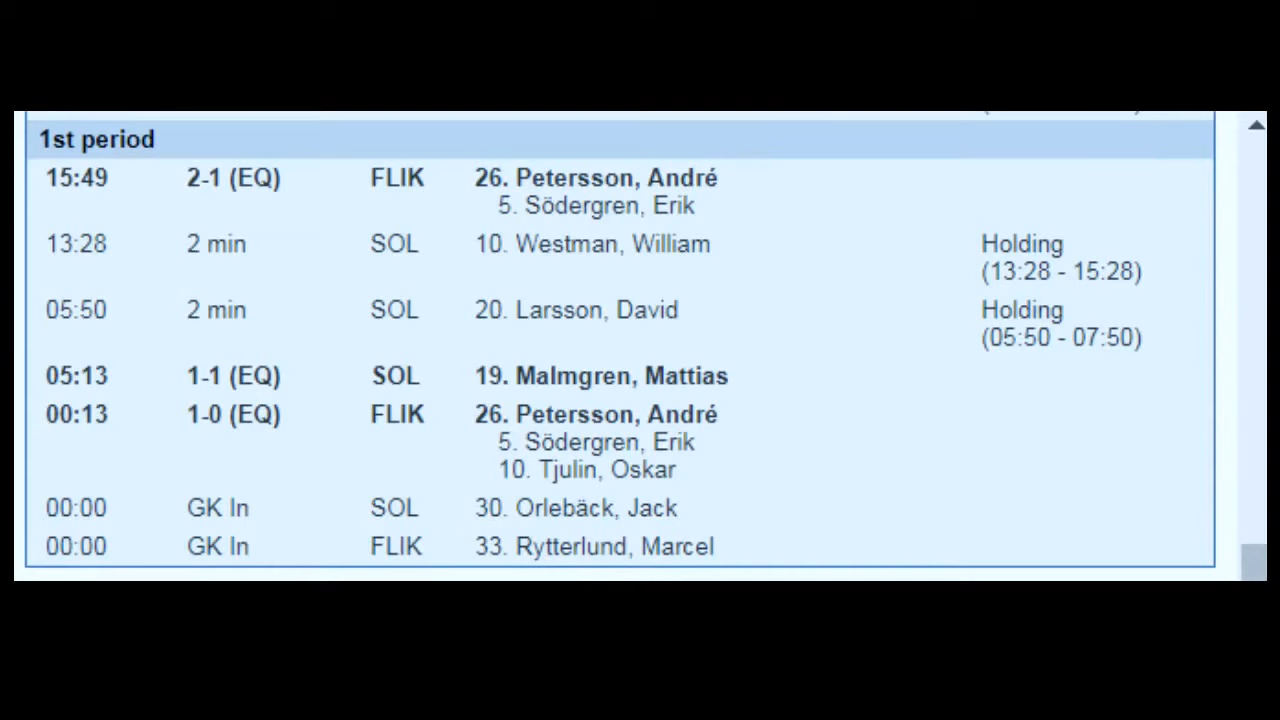 1st period
15:49 2-1 (EQ) FLIK 26. Petersson, André
5. Södergren, Erik
13:28 2 min SOL 10. Westman, William Holding
(13:28 - 15:28)
05:50 2 min SOL 20. Larsson, David Holding
(05:50 - 07:50)
05:13 1-1 (EQ) SOL 19. Malmgren, Mattias
00:13 1-0 (EQ) FLIK 26. Petersson, André
5. Södergren, Erik
10. Tjulin, Oskar
00:00 GK In SOL 30. Orlebäck, Jack
00:00 GK In FLIK 33. Rytterlund, Marcel